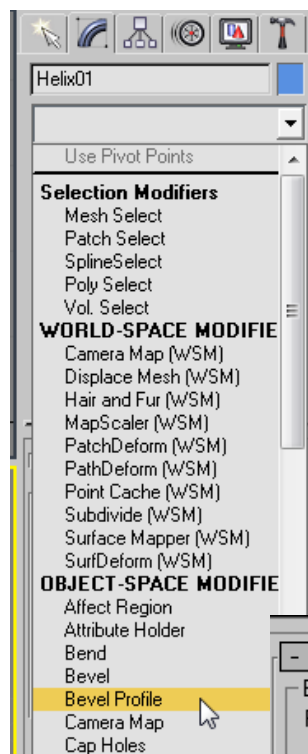 Helix01
Use Pivot Points
Selection Modifiers
Mesh Select
Patch Select
SplineSelect
Poly Select
Vol. Select
WORLD-SPACE MODIFIE
Camera Map (WSM)
Displace Mesh (WSM)
Hair and Fur (WSM)
MapScaler (WSM)
PatchDeform (WSM)
PathDeform (WSM)
Point Cache (WSM)
Subdivide (WSM)
Surface Mapper (WSM)
SurfDeform (WSM)
OBJECT-SPACE MODIFIE
Affect Region
Attribute Holder
Bend
Bevel
Bevel Profile
Camera Map
Cap Holes